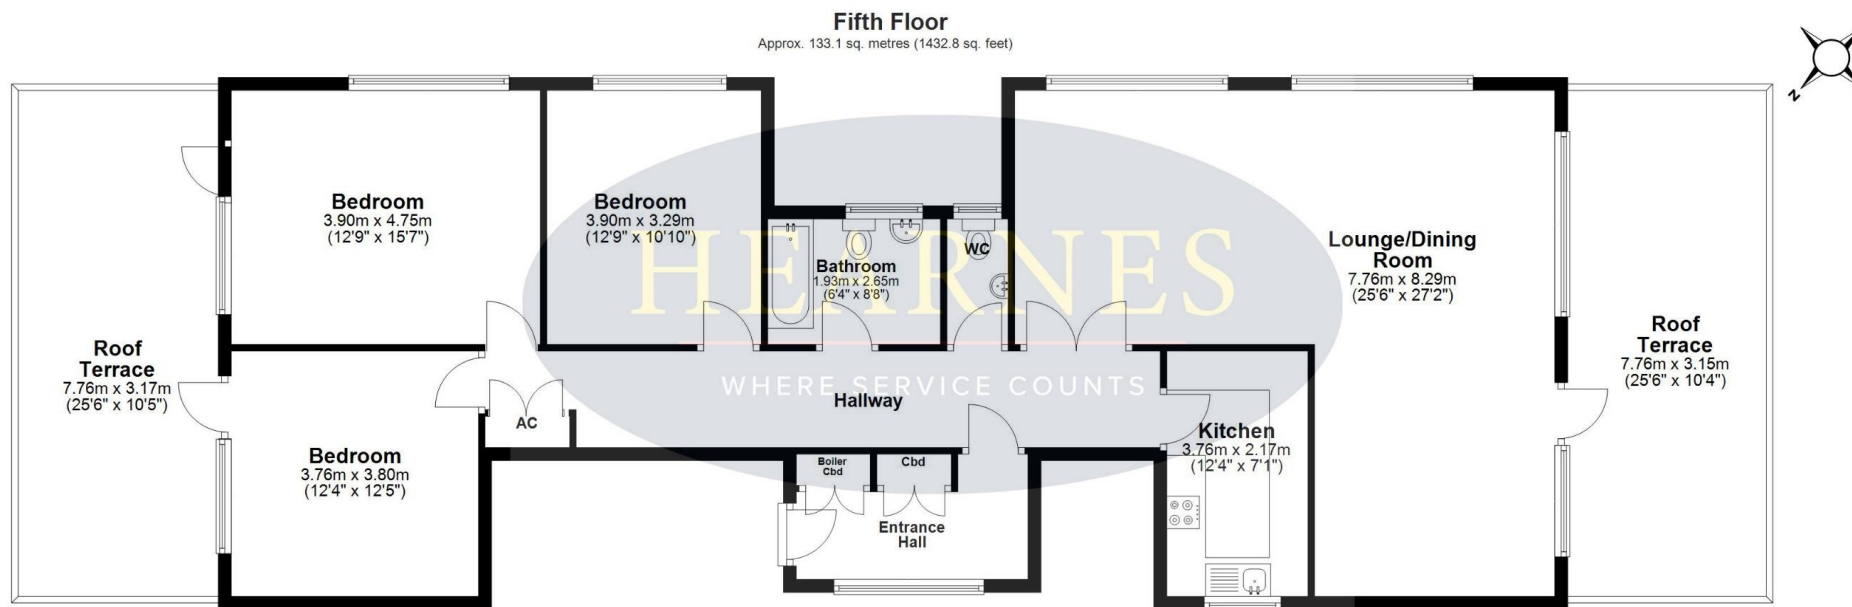 Fifth Floor
Approx. 133.1 sq. metres (1432.8 sq. feet)
N
Bedroom
3.90m x 4.75m
(12'9" x 15'7")
Bedroom
3.90m x 3.29m
(12'9" x 10'10")
Bathroom
1.93m x 2.65m
(6'4" x 8'8")
WC
Lounge/Dining
Room
7.76m x 8.29m
(25'6" x 27'2")
HEARNES
WHERE SERVICE COUNTS
Roof
Terrace
7.76m x 3.17m
(25'6" x 10'5")
Roof
Terrace
7.76m x 3.15m
(25'6" x 10'4")
Hallway
AC
Bedroom
3.76m x 3.80m
(12'4" x 12'5")
Kitchen
3.76m x 2.17m
(12'4" x 7'1")
Boiler
Cbd
Cbd
Entrance
Hall